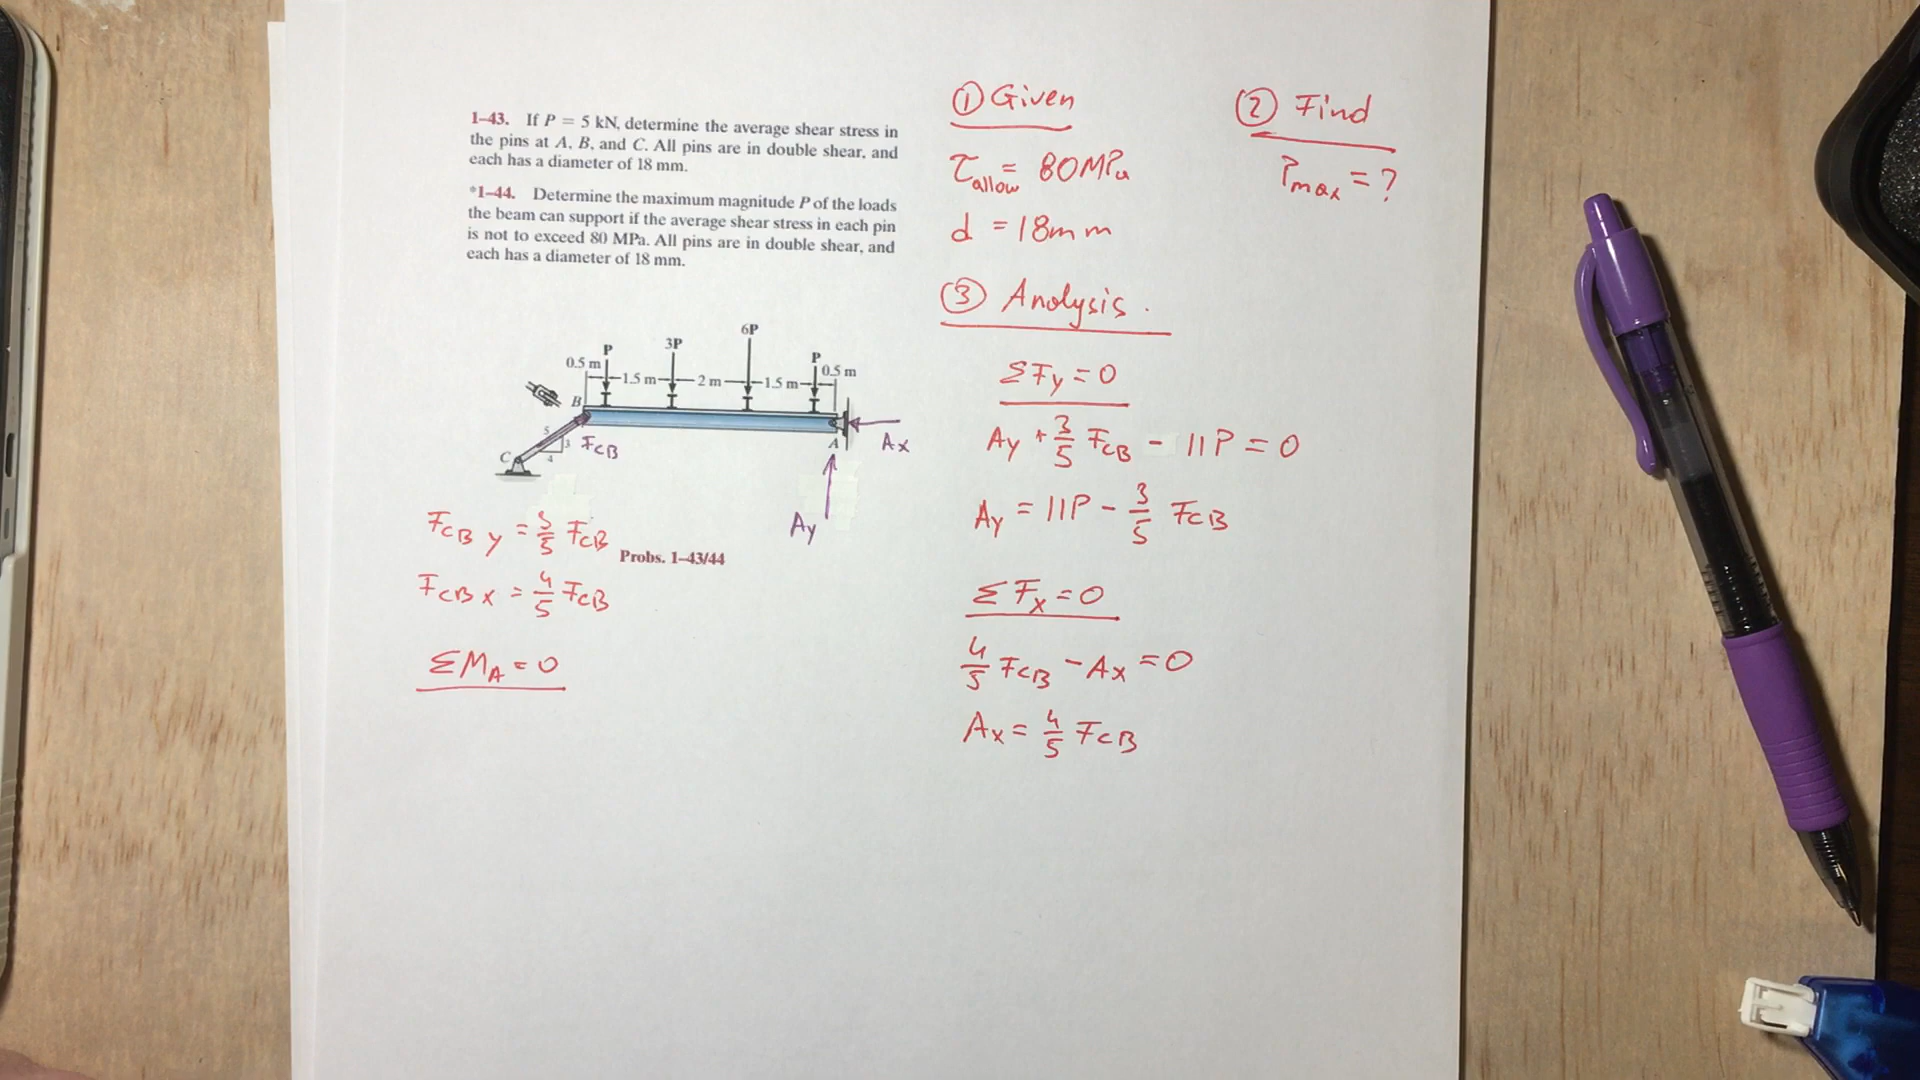 1–43. If P = 5 kN, determine the average shear stress in
the pins at A, B, and C. All pins are in double shear, and
each has a diameter of 18 mm.
*1–44. Determine the maximum magnitude P of the loads
the beam can support if the average shear stress in each pin
is not to exceed 80 MPa. All pins are in double shear, and
each has a diameter of 18 mm.
6P
3P
P
P
0.5 m
1.5 m
2 m
1.5 m
0.5 m
B
5
3
4
C
A
FCB
Ax
Ay
Probs. 1–43/44
FCB y = 3/5 FCB
FCB x = 4/5 FCB
ΣMA = 0
① Given
τallow = 80MPa
d = 18mm
② Find
Pmax = ?
③ Analysis.
ΣFy = 0
Ay + 3/5 FCB - 11P = 0
Ay = 11P - 3/5 FCB
ΣFx = 0
4/5 FCB - Ax = 0
Ax = 4/5 FCB